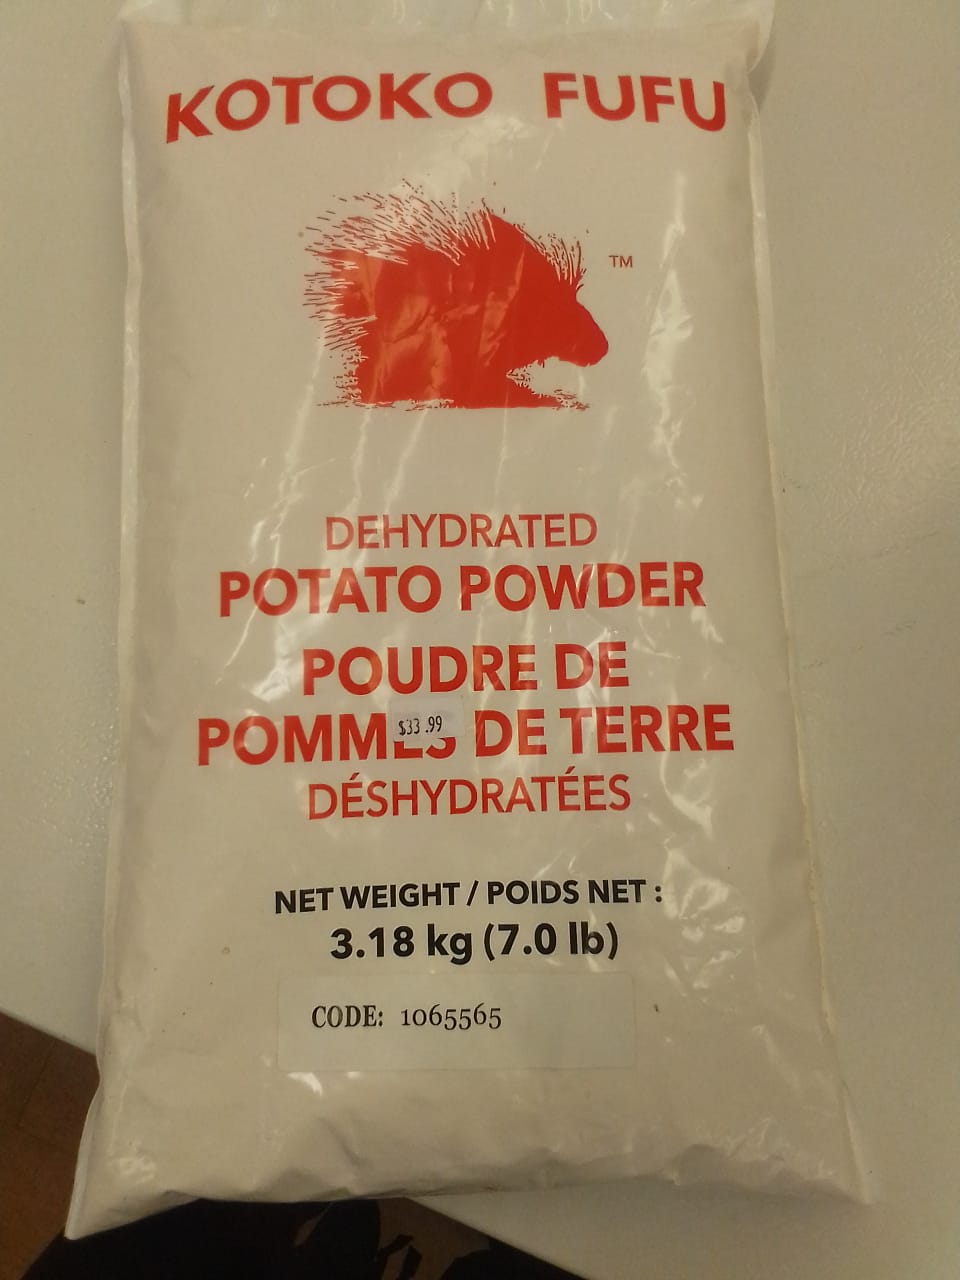 KOTOKO FUFU
TM
DEHYDRATED
POTATO POWDER
POUDRE DE
POMMES DE TERRE
$33.99
DÉSHYDRATÉES
NET WEIGHT / POIDS NET :
3.18 kg (7.0 lb)
CODE: 1065565